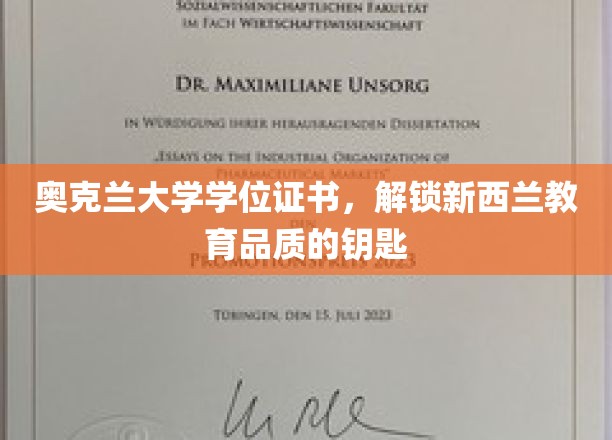 SOZIALWISSENSCHAFTLICHEN FAKULTÄT
IM FACH WIRTSCHAFTSWISSENSCHAFT
DR. MAXIMILIANE UNSORG
IN WÜRDIGUNG IHRER HERAUSRAGENDEN DISSERTATION
„ESSAYS ON THE INDUSTRIAL ORGANIZATION OF
PHARMACEUTICAL MARKETS"
奥克兰大学学位证书，解锁新西兰教
育品质的钥匙
PROMOTIONSPREIS 2023
TÜBINGEN, DEN 15. JULI 2023